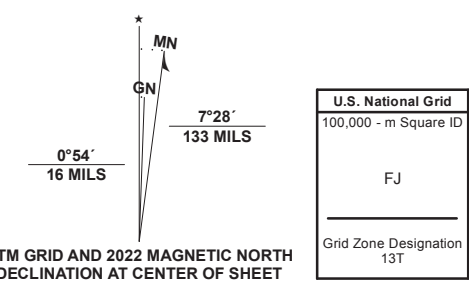 ★
MN
GN
7°28´
133 MILS
0°54´
16 MILS
TM GRID AND 2022 MAGNETIC NORTH
DECLINATION AT CENTER OF SHEET
U.S. National Grid
100,000 - m Square ID
FJ
Grid Zone Designation
13T